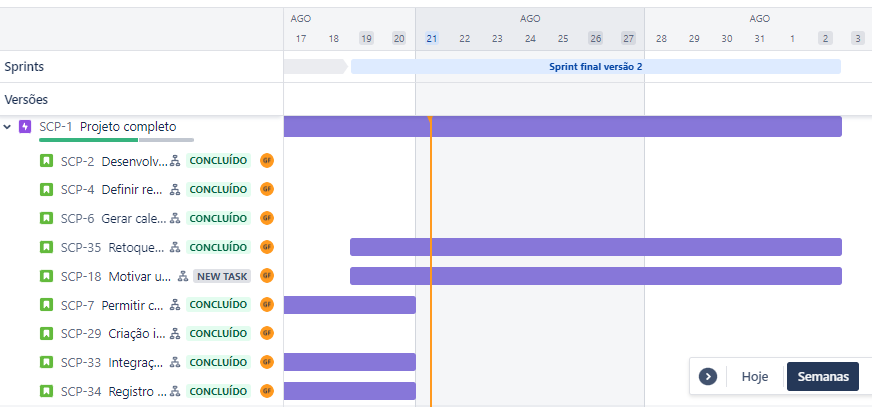 AGO AGO AGO
17 18 19 20 21 22 23 24 25 26 27 28 29 30 31 1 2 3
Sprints
Sprint final versão 2
Versões
SCP-1 Projeto completo
SCP-2 Desenvolv... CONCLUÍDO GF
SCP-4 Definir re... CONCLUÍDO GF
SCP-6 Gerar cale... CONCLUÍDO GF
SCP-35 Retoque... CONCLUÍDO GF
SCP-18 Motivar u... NEW TASK GF
SCP-7 Permitir c... CONCLUÍDO GF
SCP-29 Criação i... CONCLUÍDO GF
SCP-33 Integraç... CONCLUÍDO GF
SCP-34 Registro ... CONCLUÍDO GF
Hoje Semanas